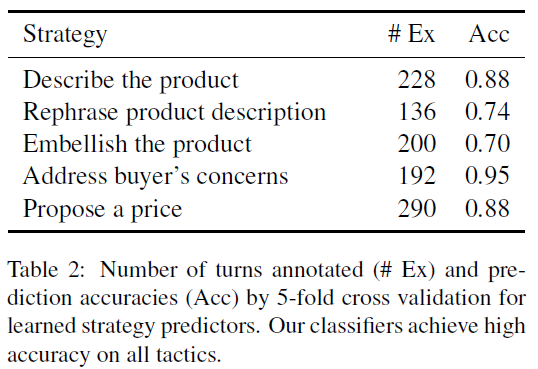 Strategy # Ex Acc
Describe the product 228 0.88
Rephrase product description 136 0.74
Embellish the product 200 0.70
Address buyer's concerns 192 0.95
Propose a price 290 0.88
Table 2: Number of turns annotated (# Ex) and pre-
diction accuracies (Acc) by 5-fold cross validation for
learned strategy predictors. Our classifiers achieve high
accuracy on all tactics.